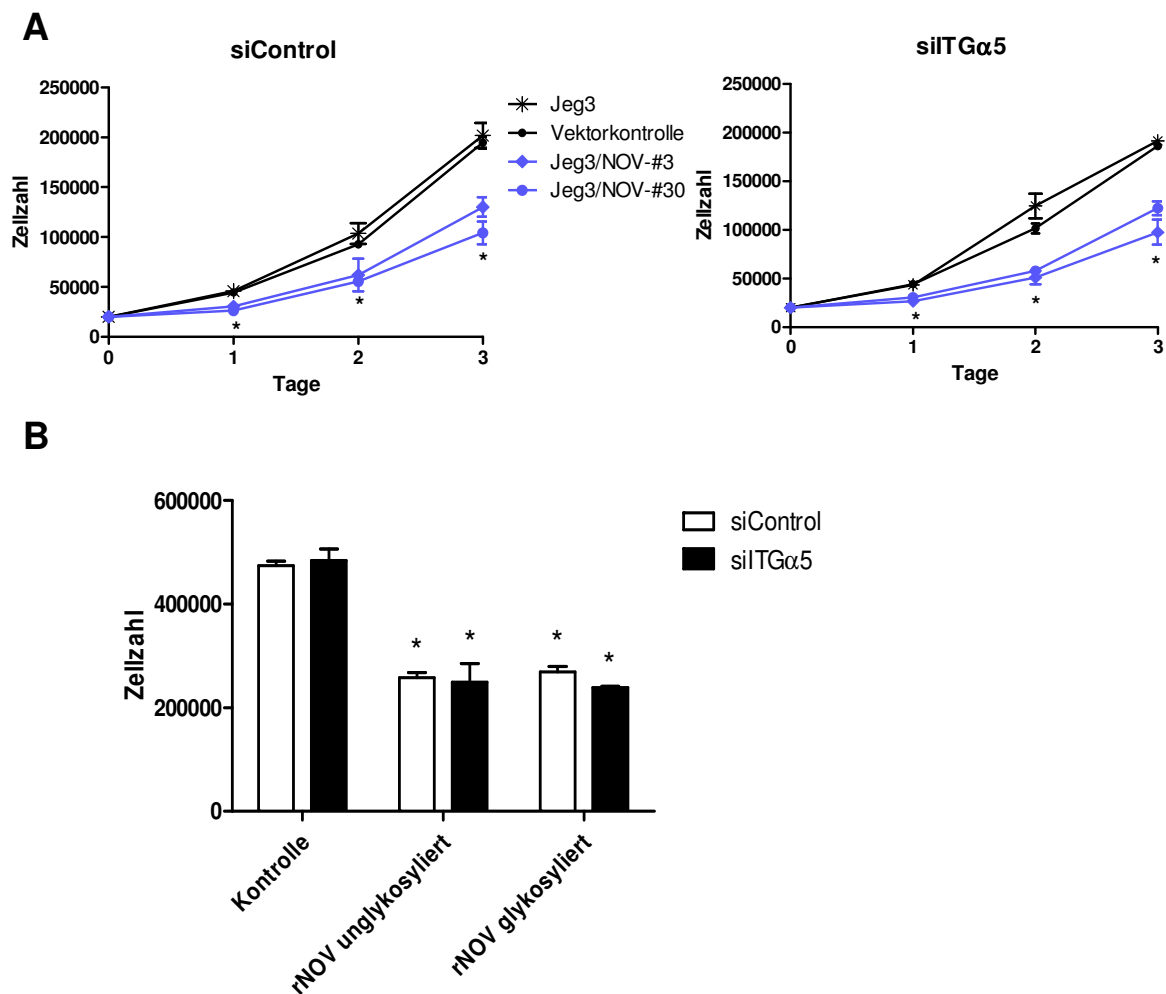 A
siControl
siITGα5
250000
200000
150000
100000
50000
0
Zellzahl
0 1 2 3
Tage
Jeg3
Vektorkontrolle
Jeg3/NOV-#3
Jeg3/NOV-#30
* * *
250000
200000
150000
100000
50000
0
Zellzahl
0 1 2 3
Tage
* * *
B
600000
400000
200000
0
Zellzahl
* * * *
siControl
siITGα5
Kontrolle
rNOV unglykosyliert
rNOV glykosyliert